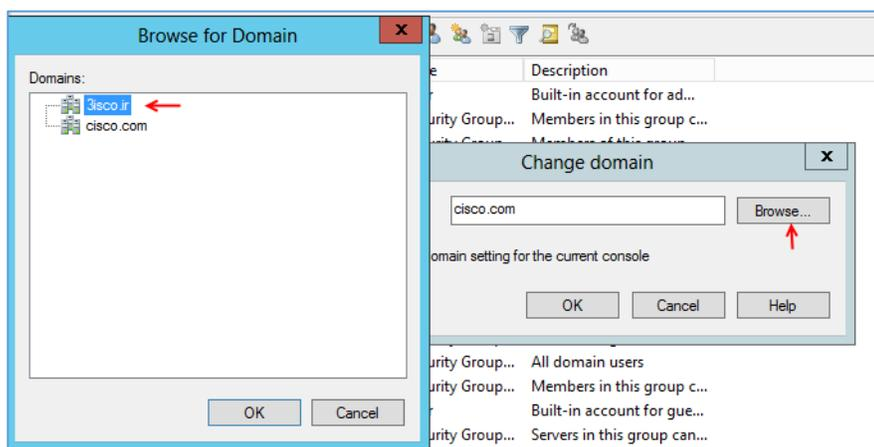 Browse for Domain
x
Domains:
3isco.ir
cisco.com
OK
Cancel
Description
Built-in account for ad...
urity Group...
Members in this group c...
Change domain
x
cisco.com
Browse...
omain setting for the current console
OK
Cancel
Help
urity Group...
All domain users
urity Group...
Members in this group c...
Built-in account for gue...
urity Group...
Servers in this group can...